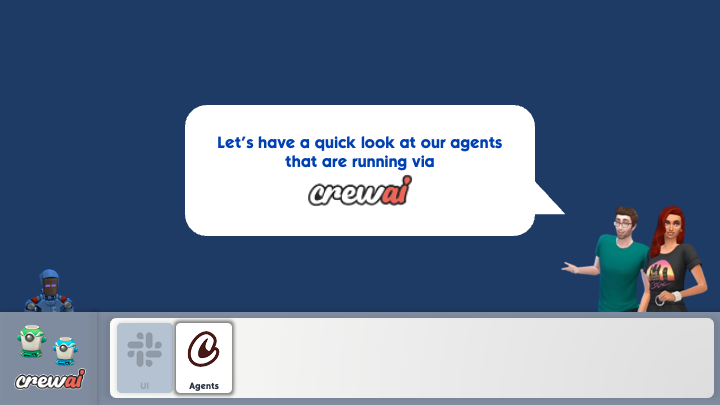 Let's have a quick look at our agents
that are running via
crewai
crewai
UI
Agents